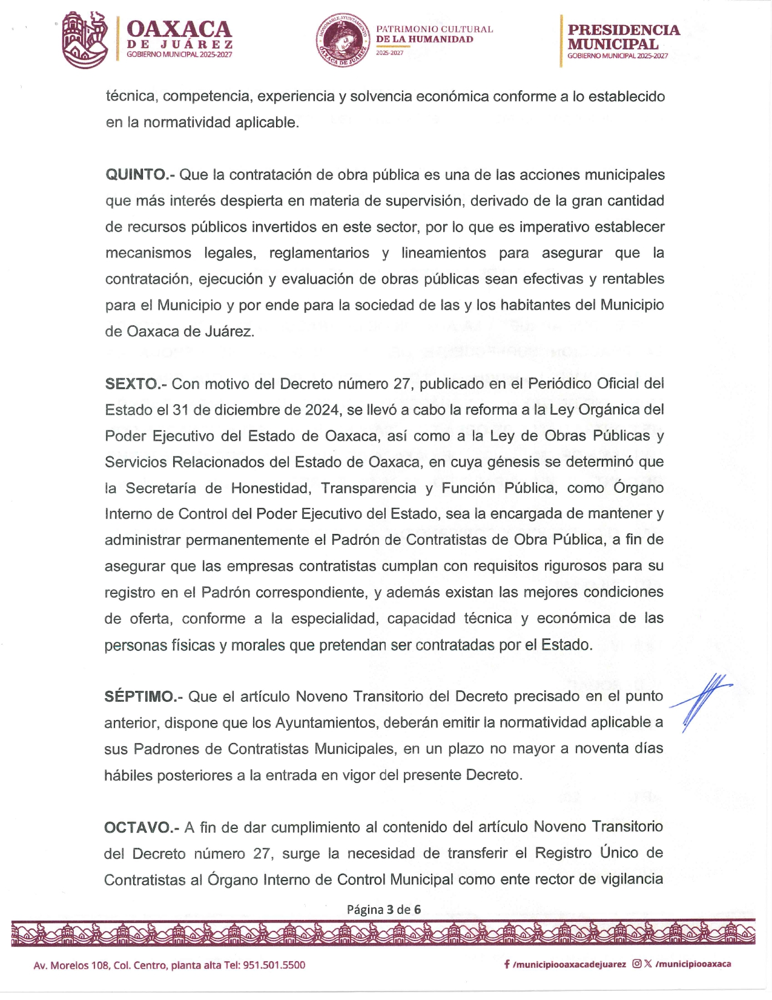 OAXACA
DE JUÁREZ
GOBIERNO MUNICIPAL 2025-2027
HONORABLE AYUNTAMIENTO
OAXACA DE JUÁREZ
PATRIMONIO CULTURAL
DE LA HUMANIDAD
2025-2027
PRESIDENCIA
MUNICIPAL
GOBIERNO MUNICIPAL 2025-2027
técnica, competencia, experiencia y solvencia económica conforme a lo establecido
en la normatividad aplicable.
QUINTO.- Que la contratación de obra pública es una de las acciones municipales
que más interés despierta en materia de supervisión, derivado de la gran cantidad
de recursos públicos invertidos en este sector, por lo que es imperativo establecer
mecanismos legales, reglamentarios y lineamientos para asegurar que la
contratación, ejecución y evaluación de obras públicas sean efectivas y rentables
para el Municipio y por ende para la sociedad de las y los habitantes del Municipio
de Oaxaca de Juárez.
SEXTO.- Con motivo del Decreto número 27, publicado en el Periódico Oficial del
Estado el 31 de diciembre de 2024, se llevó a cabo la reforma a la Ley Orgánica del
Poder Ejecutivo del Estado de Oaxaca, así como a la Ley de Obras Públicas y
Servicios Relacionados del Estado de Oaxaca, en cuya génesis se determinó que
la Secretaría de Honestidad, Transparencia y Función Pública, como Órgano
Interno de Control del Poder Ejecutivo del Estado, sea la encargada de mantener y
administrar permanentemente el Padrón de Contratistas de Obra Pública, a fin de
asegurar que las empresas contratistas cumplan con requisitos rigurosos para su
registro en el Padrón correspondiente, y además existan las mejores condiciones
de oferta, conforme a la especialidad, capacidad técnica y económica de las
personas físicas y morales que pretendan ser contratadas por el Estado.
SÉPTIMO.- Que el artículo Noveno Transitorio del Decreto precisado en el punto
anterior, dispone que los Ayuntamientos, deberán emitir la normatividad aplicable a
sus Padrones de Contratistas Municipales, en un plazo no mayor a noventa días
hábiles posteriores a la entrada en vigor del presente Decreto.
OCTAVO.- A fin de dar cumplimiento al contenido del artículo Noveno Transitorio
del Decreto número 27, surge la necesidad de transferir el Registro Único de
Contratistas al Órgano Interno de Control Municipal como ente rector de vigilancia
Página 3 de 6
Av. Morelos 108, Col. Centro, planta alta Tel: 951.501.5500
/municipiooaxacadejuarez /municipiooaxaca